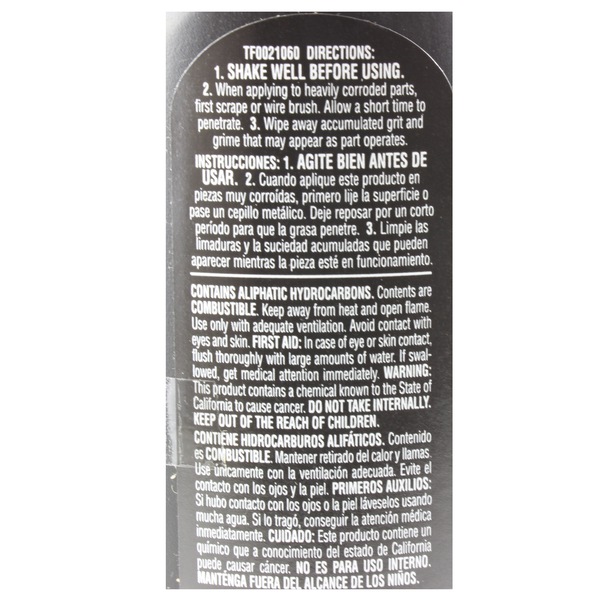 TF0021060 DIRECTIONS:
1. SHAKE WELL BEFORE USING.
2. When applying to heavily corroded parts,
first scrape or wire brush. Allow a short time to
penetrate. 3. Wipe away accumulated grit and
grime that may appear as part operates.
INSTRUCCIONES: 1. AGITE BIEN ANTES DE
USAR. 2. Cuando aplique este producto en
piezas muy corroídas, primero lije la superficie o
pase un cepillo metálico. Deje reposar por un corto
período para que la grasa penetre. 3. Limpie las
limaduras y la suciedad acumuladas que pueden
aparecer mientras la pieza esté en funcionamiento.
CONTAINS ALIPHATIC HYDROCARBONS. Contents are
COMBUSTIBLE. Keep away from heat and open flame.
Use only with adequate ventilation. Avoid contact with
eyes and skin. FIRST AID: In case of eye or skin contact,
flush thoroughly with large amounts of water. If swal-
lowed, get medical attention immediately. WARNING:
This product contains a chemical known to the State of
California to cause cancer. DO NOT TAKE INTERNALLY.
KEEP OUT OF THE REACH OF CHILDREN.
CONTIENE HIDROCARBUROS ALIFÁTICOS. Contenido
es COMBUSTIBLE. Mantener retirado del calor y llamas.
Use únicamente con la ventilación adecuada. Evite el
contacto con los ojos y la piel. PRIMEROS AUXILIOS:
Si hubo contacto con los ojos o la piel láveselos usando
mucha agua. Si lo tragó, conseguir la atención médica
inmediatamente. CUIDADO: Este producto contiene un
químico que a conocimiento del estado de California
puede causar cáncer. NO ES PARA USO INTERNO.
MANTÉNGA FUERA DEL ALCANCE DE LOS NIÑOS.